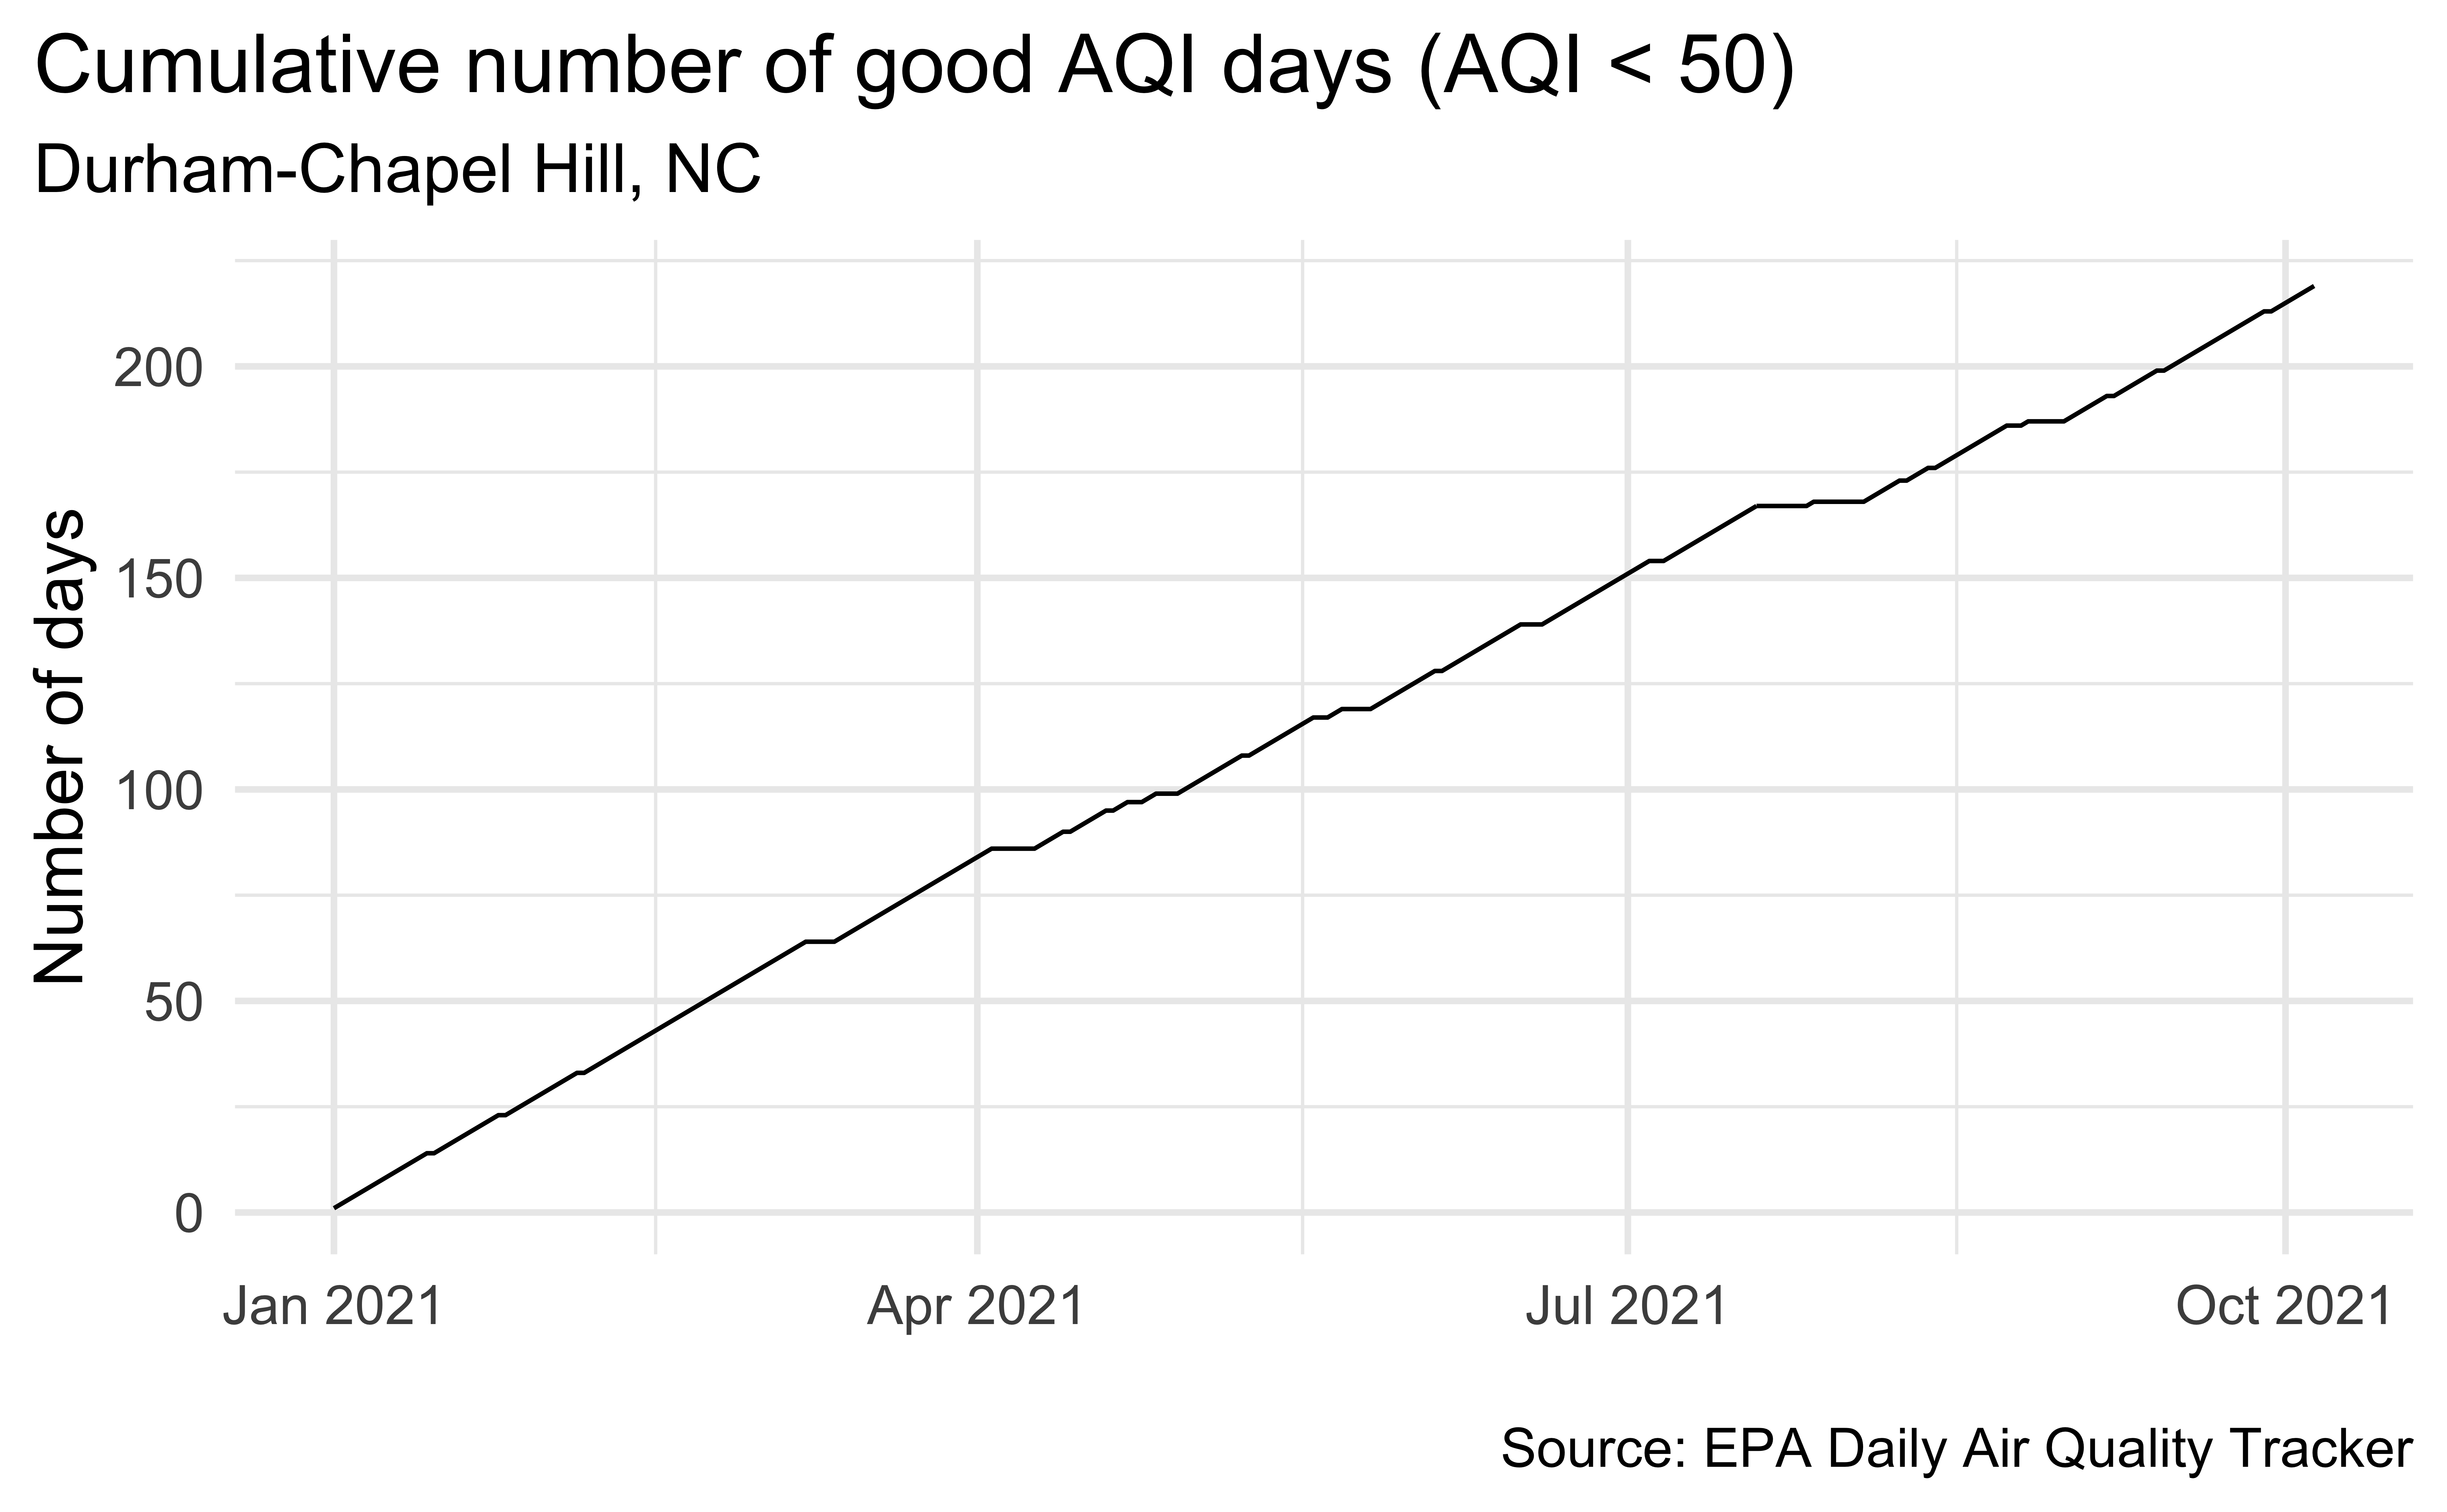 Cumulative number of good AQI days (AQI < 50)
Durham-Chapel Hill, NC
Number of days
200
150
100
50
0
Jan 2021
Apr 2021
Jul 2021
Oct 2021
Source: EPA Daily Air Quality Tracker